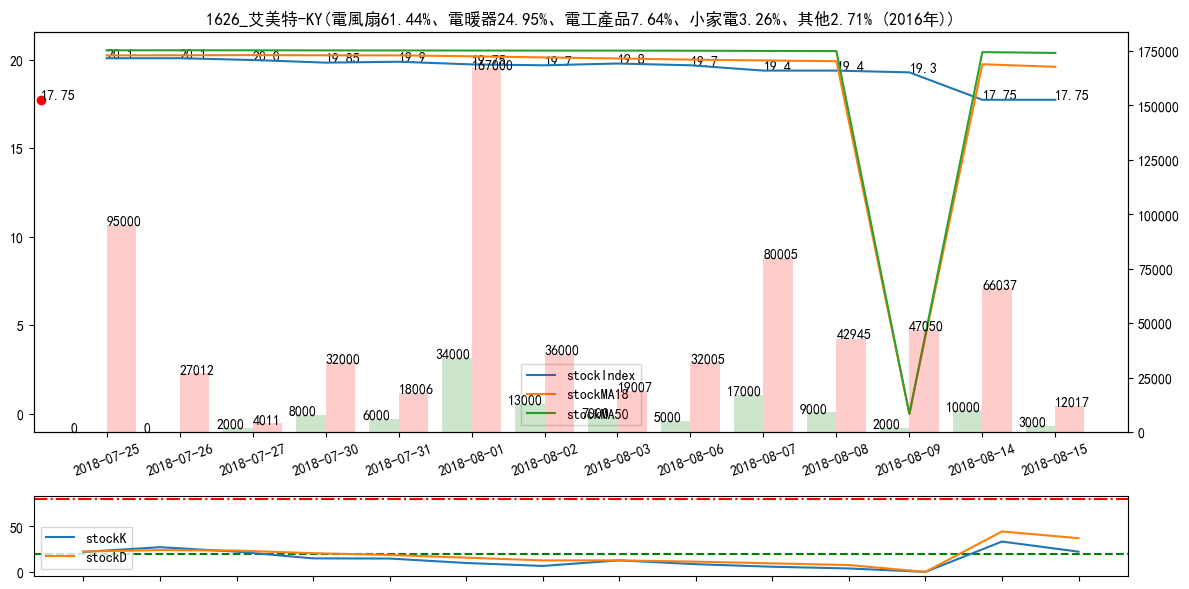 1626_艾美特-KY(電風扇61.44%、電暖器24.95%、電工產品7.64%、小家電3.26%、其他2.71% (2016年))
20 15 10 5 0
175000 150000 125000 100000 75000 50000 25000 0
17.75
20.1 20.1 20.0 19.85 19.9 19.75 19.7 19.8 19.7 19.4 19.4 19.3 17.75 17.75
95000 27012 4011 32000 18006 167000 36000 19007 32005 80005 42945 47050 66037 12017
0 0 2000 8000 6000 34000 13000 7000 5000 17000 9000 2000 10000 3000
stockIndex
stockMA18
stockMA50
2018-07-25 2018-07-26 2018-07-27 2018-07-30 2018-07-31 2018-08-01 2018-08-02 2018-08-03 2018-08-06 2018-08-07 2018-08-08 2018-08-09 2018-08-14 2018-08-15
50
0
stockK
stockD